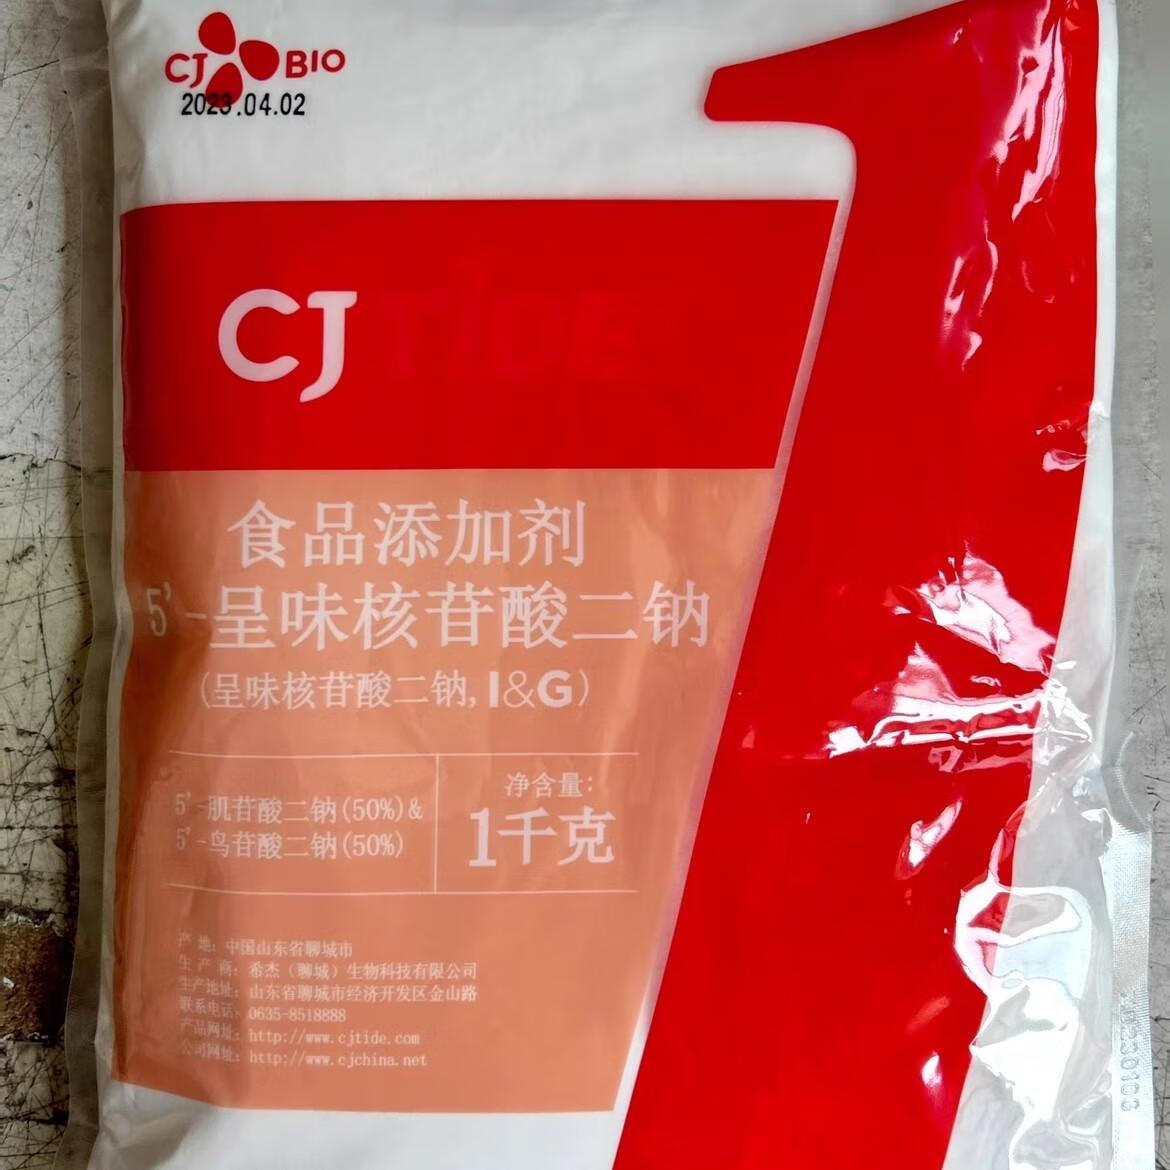 CJ BIO
2023.04.02
CJ TIDE
食品添加剂
5'-呈味核苷酸二钠
(呈味核苷酸二钠, I&G)
5'-肌苷酸二钠(50%)&
5'-鸟苷酸二钠(50%)
净含量:
1千克
产 地: 中国山东省聊城市
生 产 商: 希杰（聊城）生物科技有限公司
生产地址: 山东省聊城市经济开发区金山路
联系电话: 0635-8518888
产品网址: http://www.cjtide.com
公司网址: http://www.cjchina.net
1
20230103